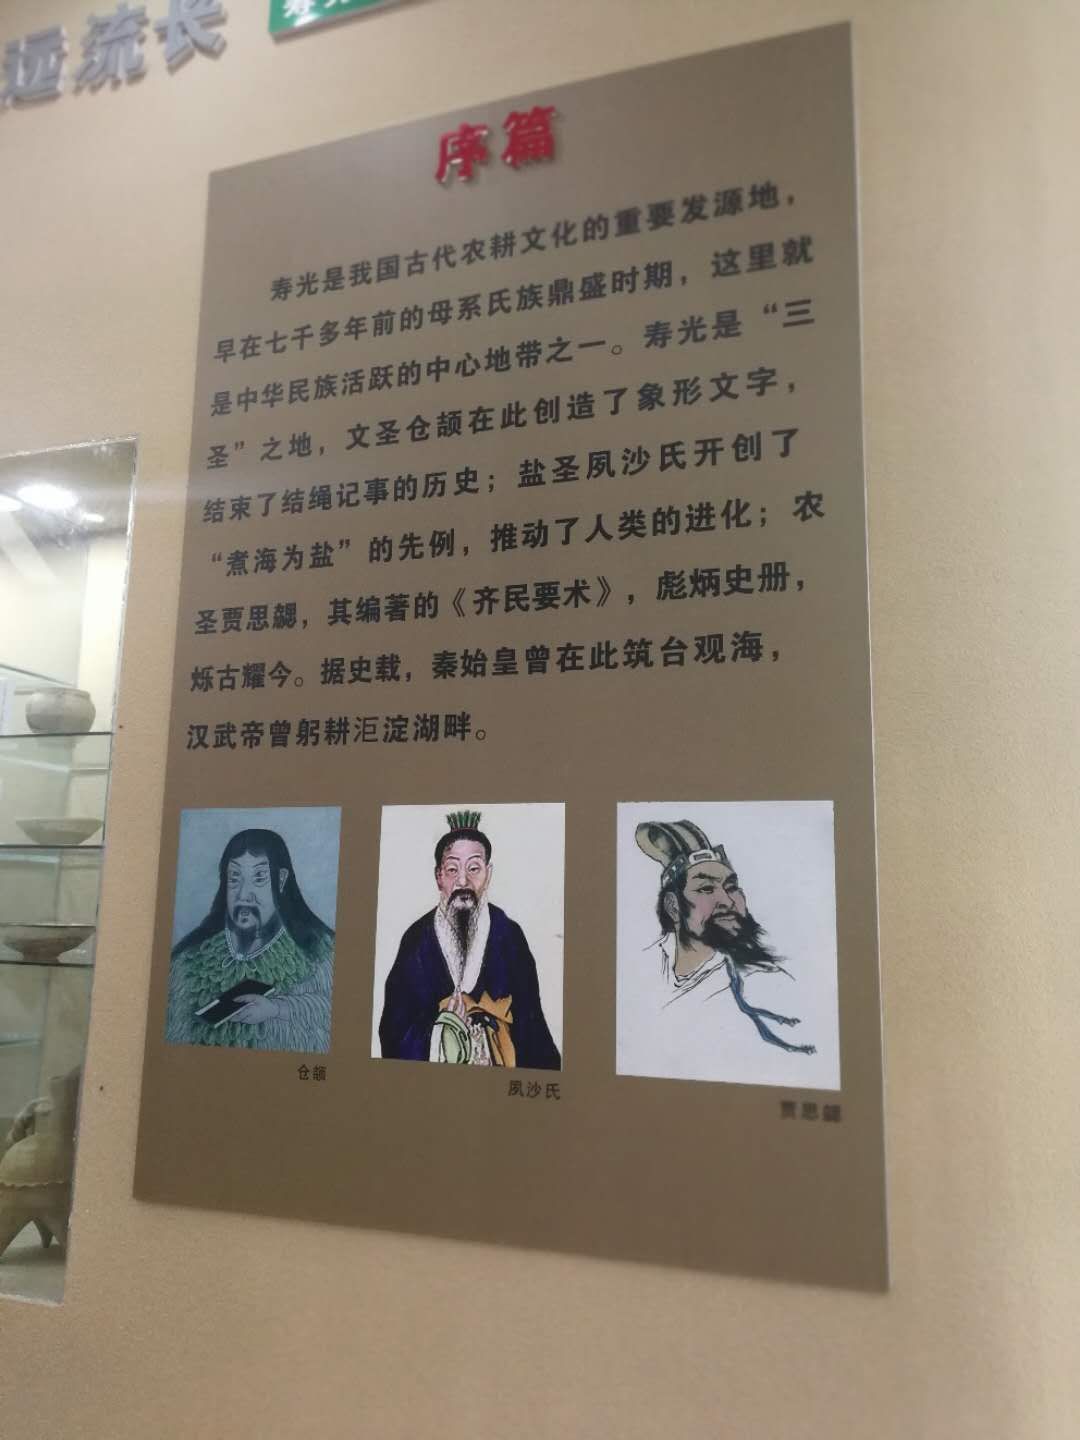 远流长
寿光
序篇
寿光是我国古代农耕文化的重要发源地，
早在七千多年前的母系氏族鼎盛时期，这里就
是中华民族活跃的中心地带之一。寿光是“三
圣”之地，文圣仓颉在此创造了象形文字，
结束了结绳记事的历史；盐圣夙沙氏开创了
“煮海为盐”的先例，推动了人类的进化；农
圣贾思勰，其编著的《齐民要术》，彪炳史册，
烁古耀今。据史载，秦始皇曾在此筑台观海，
汉武帝曾躬耕洰淀湖畔。
仓颉
夙沙氏
贾思勰